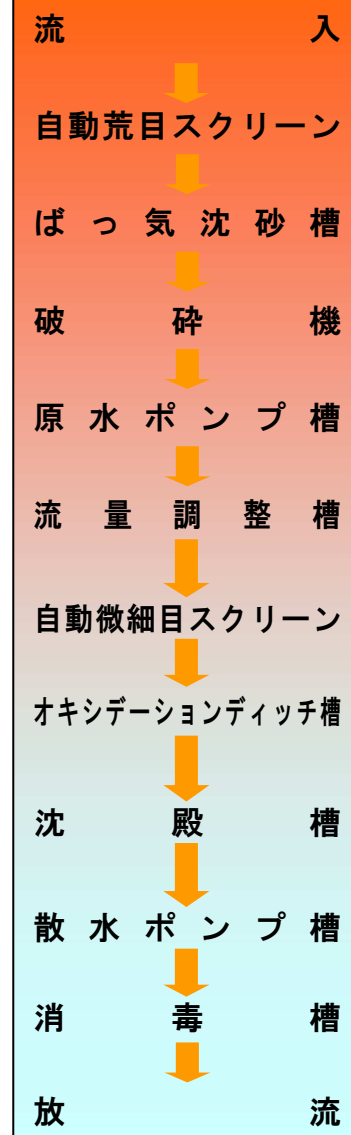 流入
自動荒目スクリーン
ばっ気沈砂槽
破砕機
原水ポンプ槽
流量調整槽
自動微細目スクリーン
オキシデーションディッチ槽
沈殿槽
散水ポンプ槽
消毒槽
放流